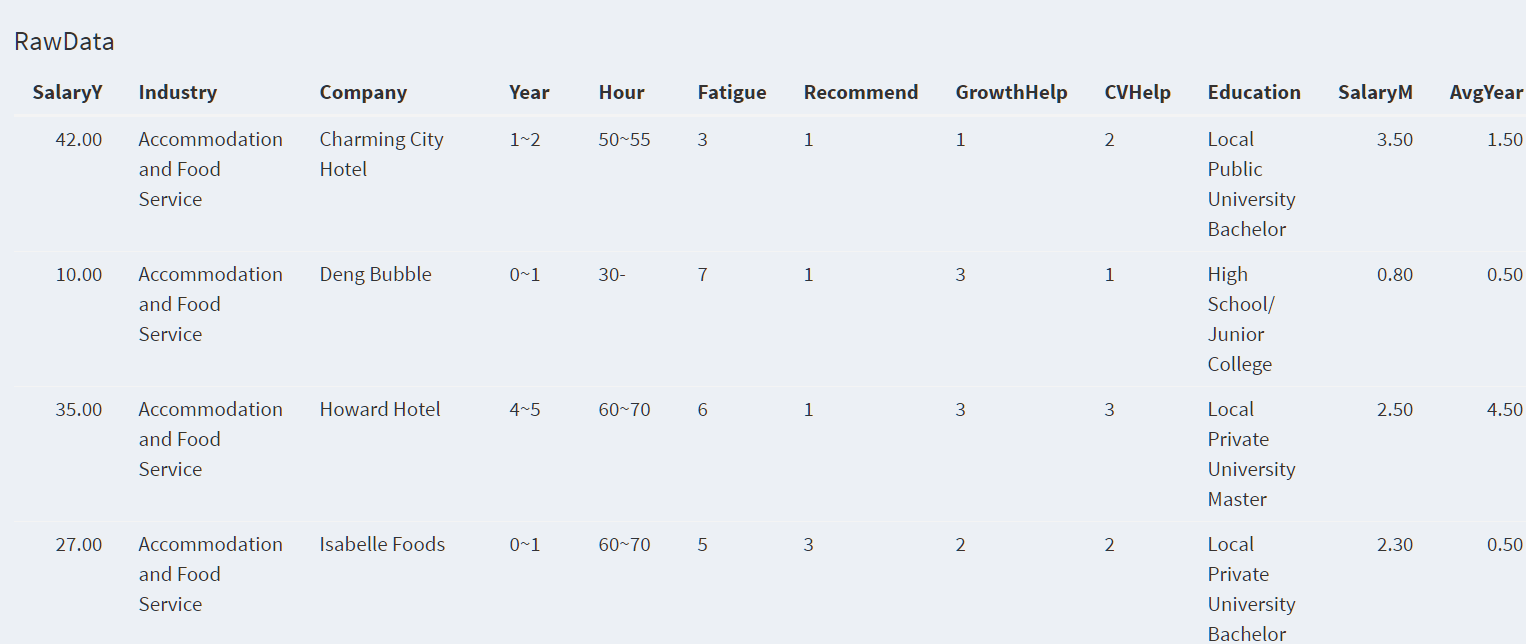 RawData
SalaryY Industry Company Year Hour Fatigue Recommend GrowthHelp CVHelp Education SalaryM AvgYear
42.00 Accommodation Charming City 1~2 50~55 3 1 1 2 Local 3.50 1.50
and Food Hotel Public
Service University
Bachelor
10.00 Accommodation Deng Bubble 0~1 30- 7 1 3 1 High 0.80 0.50
and Food School/
Service Junior
College
35.00 Accommodation Howard Hotel 4~5 60~70 6 1 3 3 Local 2.50 4.50
and Food Private
Service University
Master
27.00 Accommodation Isabelle Foods 0~1 60~70 5 3 2 2 Local 2.30 0.50
and Food Private
Service University
Bachelor